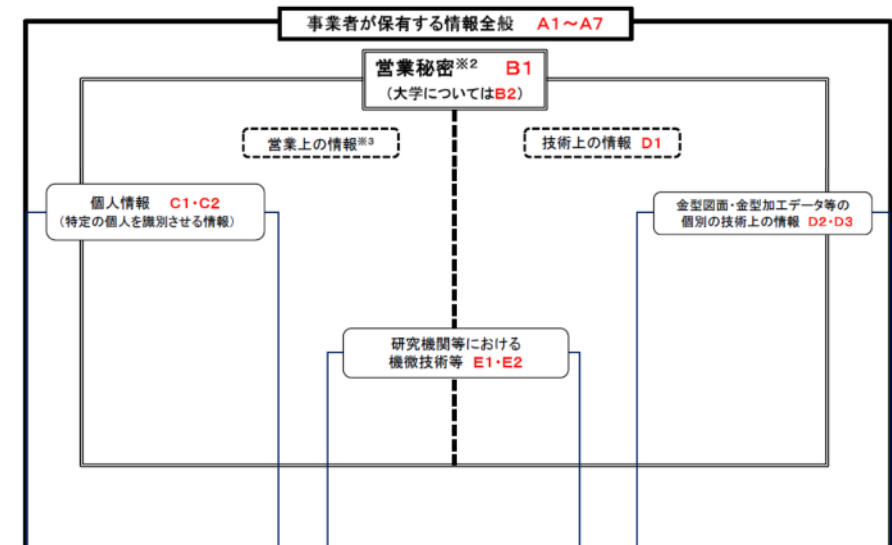 事業者が保有する情報全般 A1～A7
営業秘密※2 B1
(大学についてはB2)
営業上の情報※3
技術上の情報 D1
個人情報 C1・C2
(特定の個人を識別させる情報)
金型図面・金型加工データ等の
個別の技術上の情報 D2・D3
研究機関等における
機微技術等 E1・E2